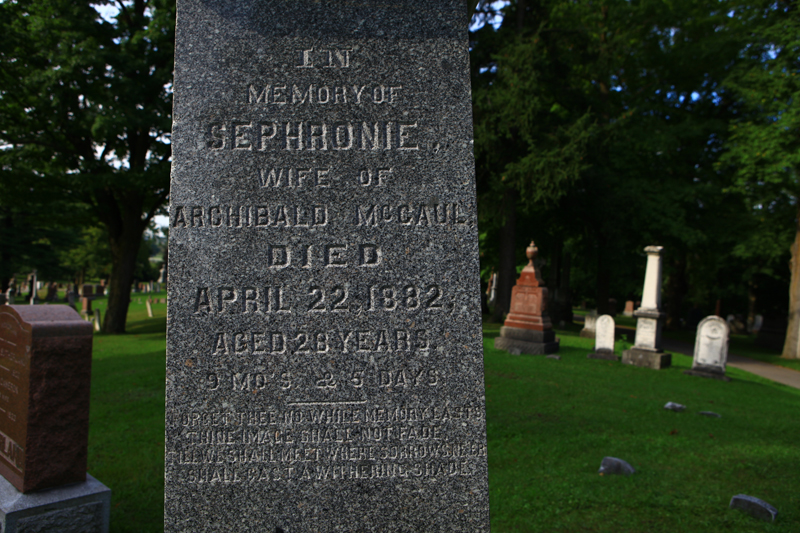 IN
MEMORY OF
SEPHRONIE,
WIFE OF
ARCHIBALD McCAUL
DIED
APRIL 22, 1882,
AGED 28 YEARS
9 MO'S & 5 DAYS
FORGET THEE NO. WHILE MEMORY LASTS
THINE IMAGE SHALL NOT FADE.
TILL WE SHALL MEET WHERE SORROWS NE'ER
SHALL CAST A WITHERING SHADE.